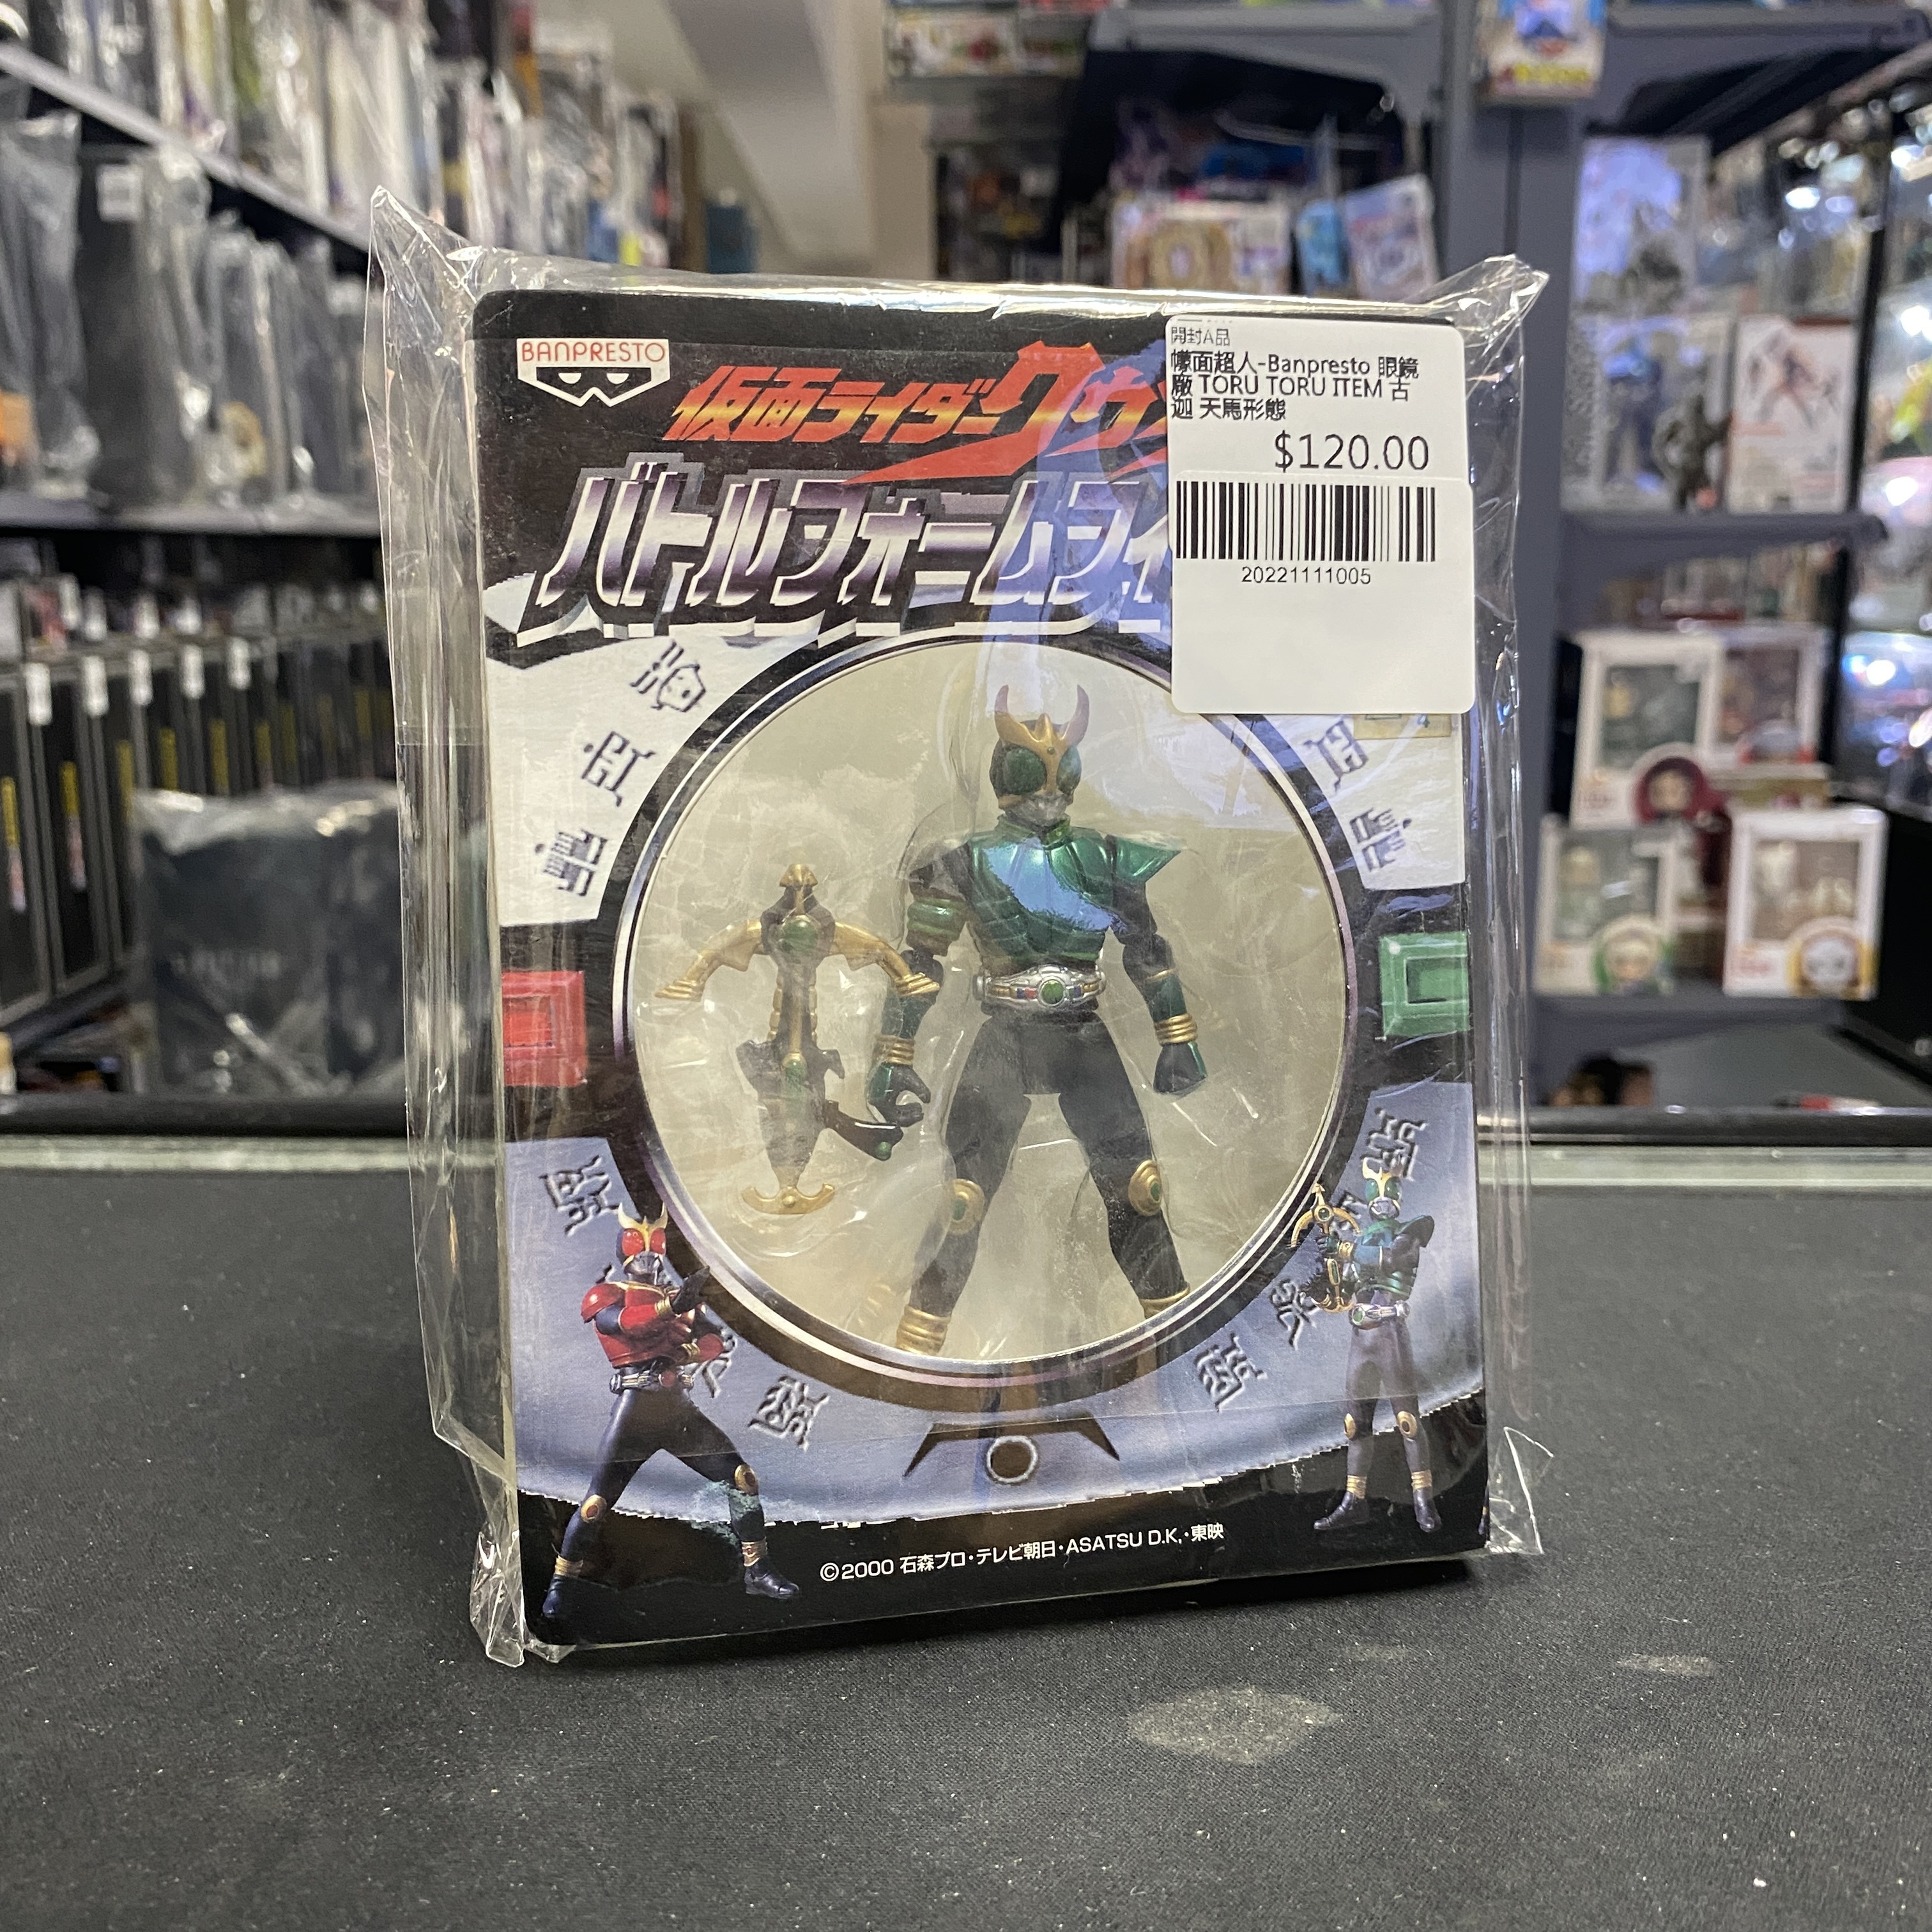 BANPRESTO
仮面ライダークウ
バトルフォームフィ
開封A品
幪面超人-Banpresto 眼鏡
廠 TORU TORU ITEM 古
迦 天馬形態
$120.00
20221111005
©2000 石森プロ・テレビ朝日・ASATSU D.K.・東映